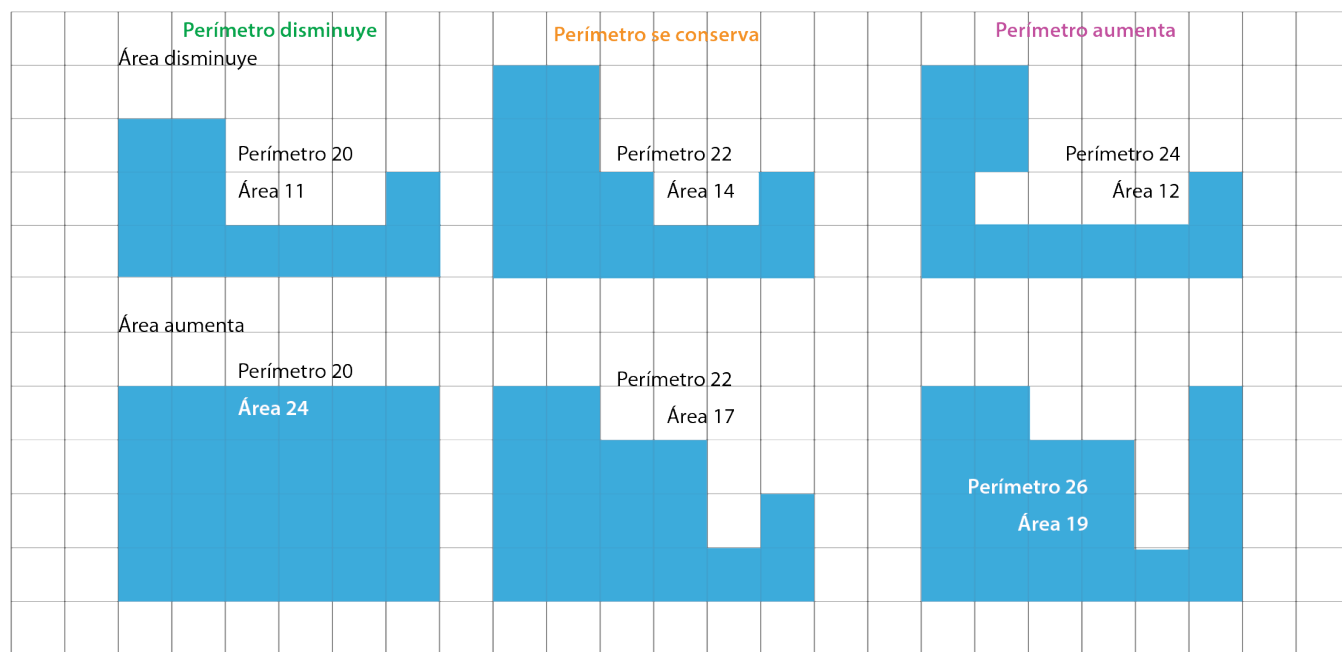 Perímetro disminuye
Perímetro se conserva
Perímetro aumenta
Área disminuye
Perímetro 20
Área 11
Perímetro 22
Área 14
Perímetro 24
Área 12
Área aumenta
Perímetro 20
Área 24
Perímetro 22
Área 17
Perímetro 26
Área 19